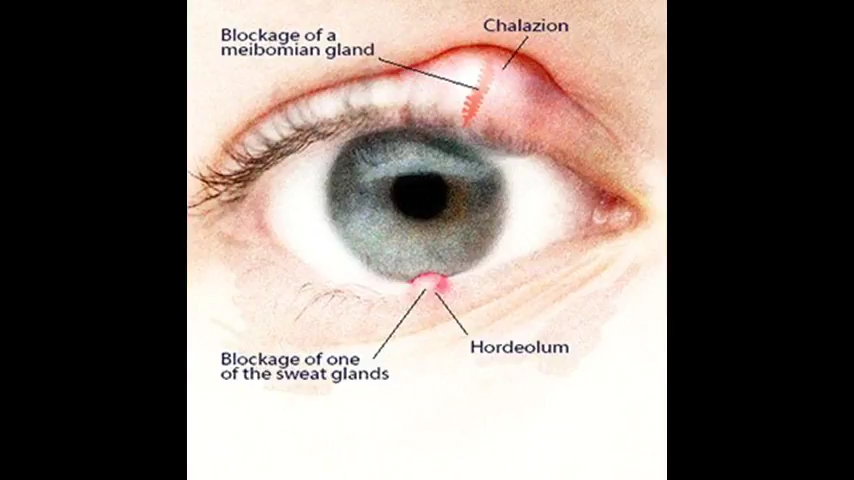 Chalazion
Blockage of a
meibomian gland
Hordeolum
Blockage of one
of the sweat glands